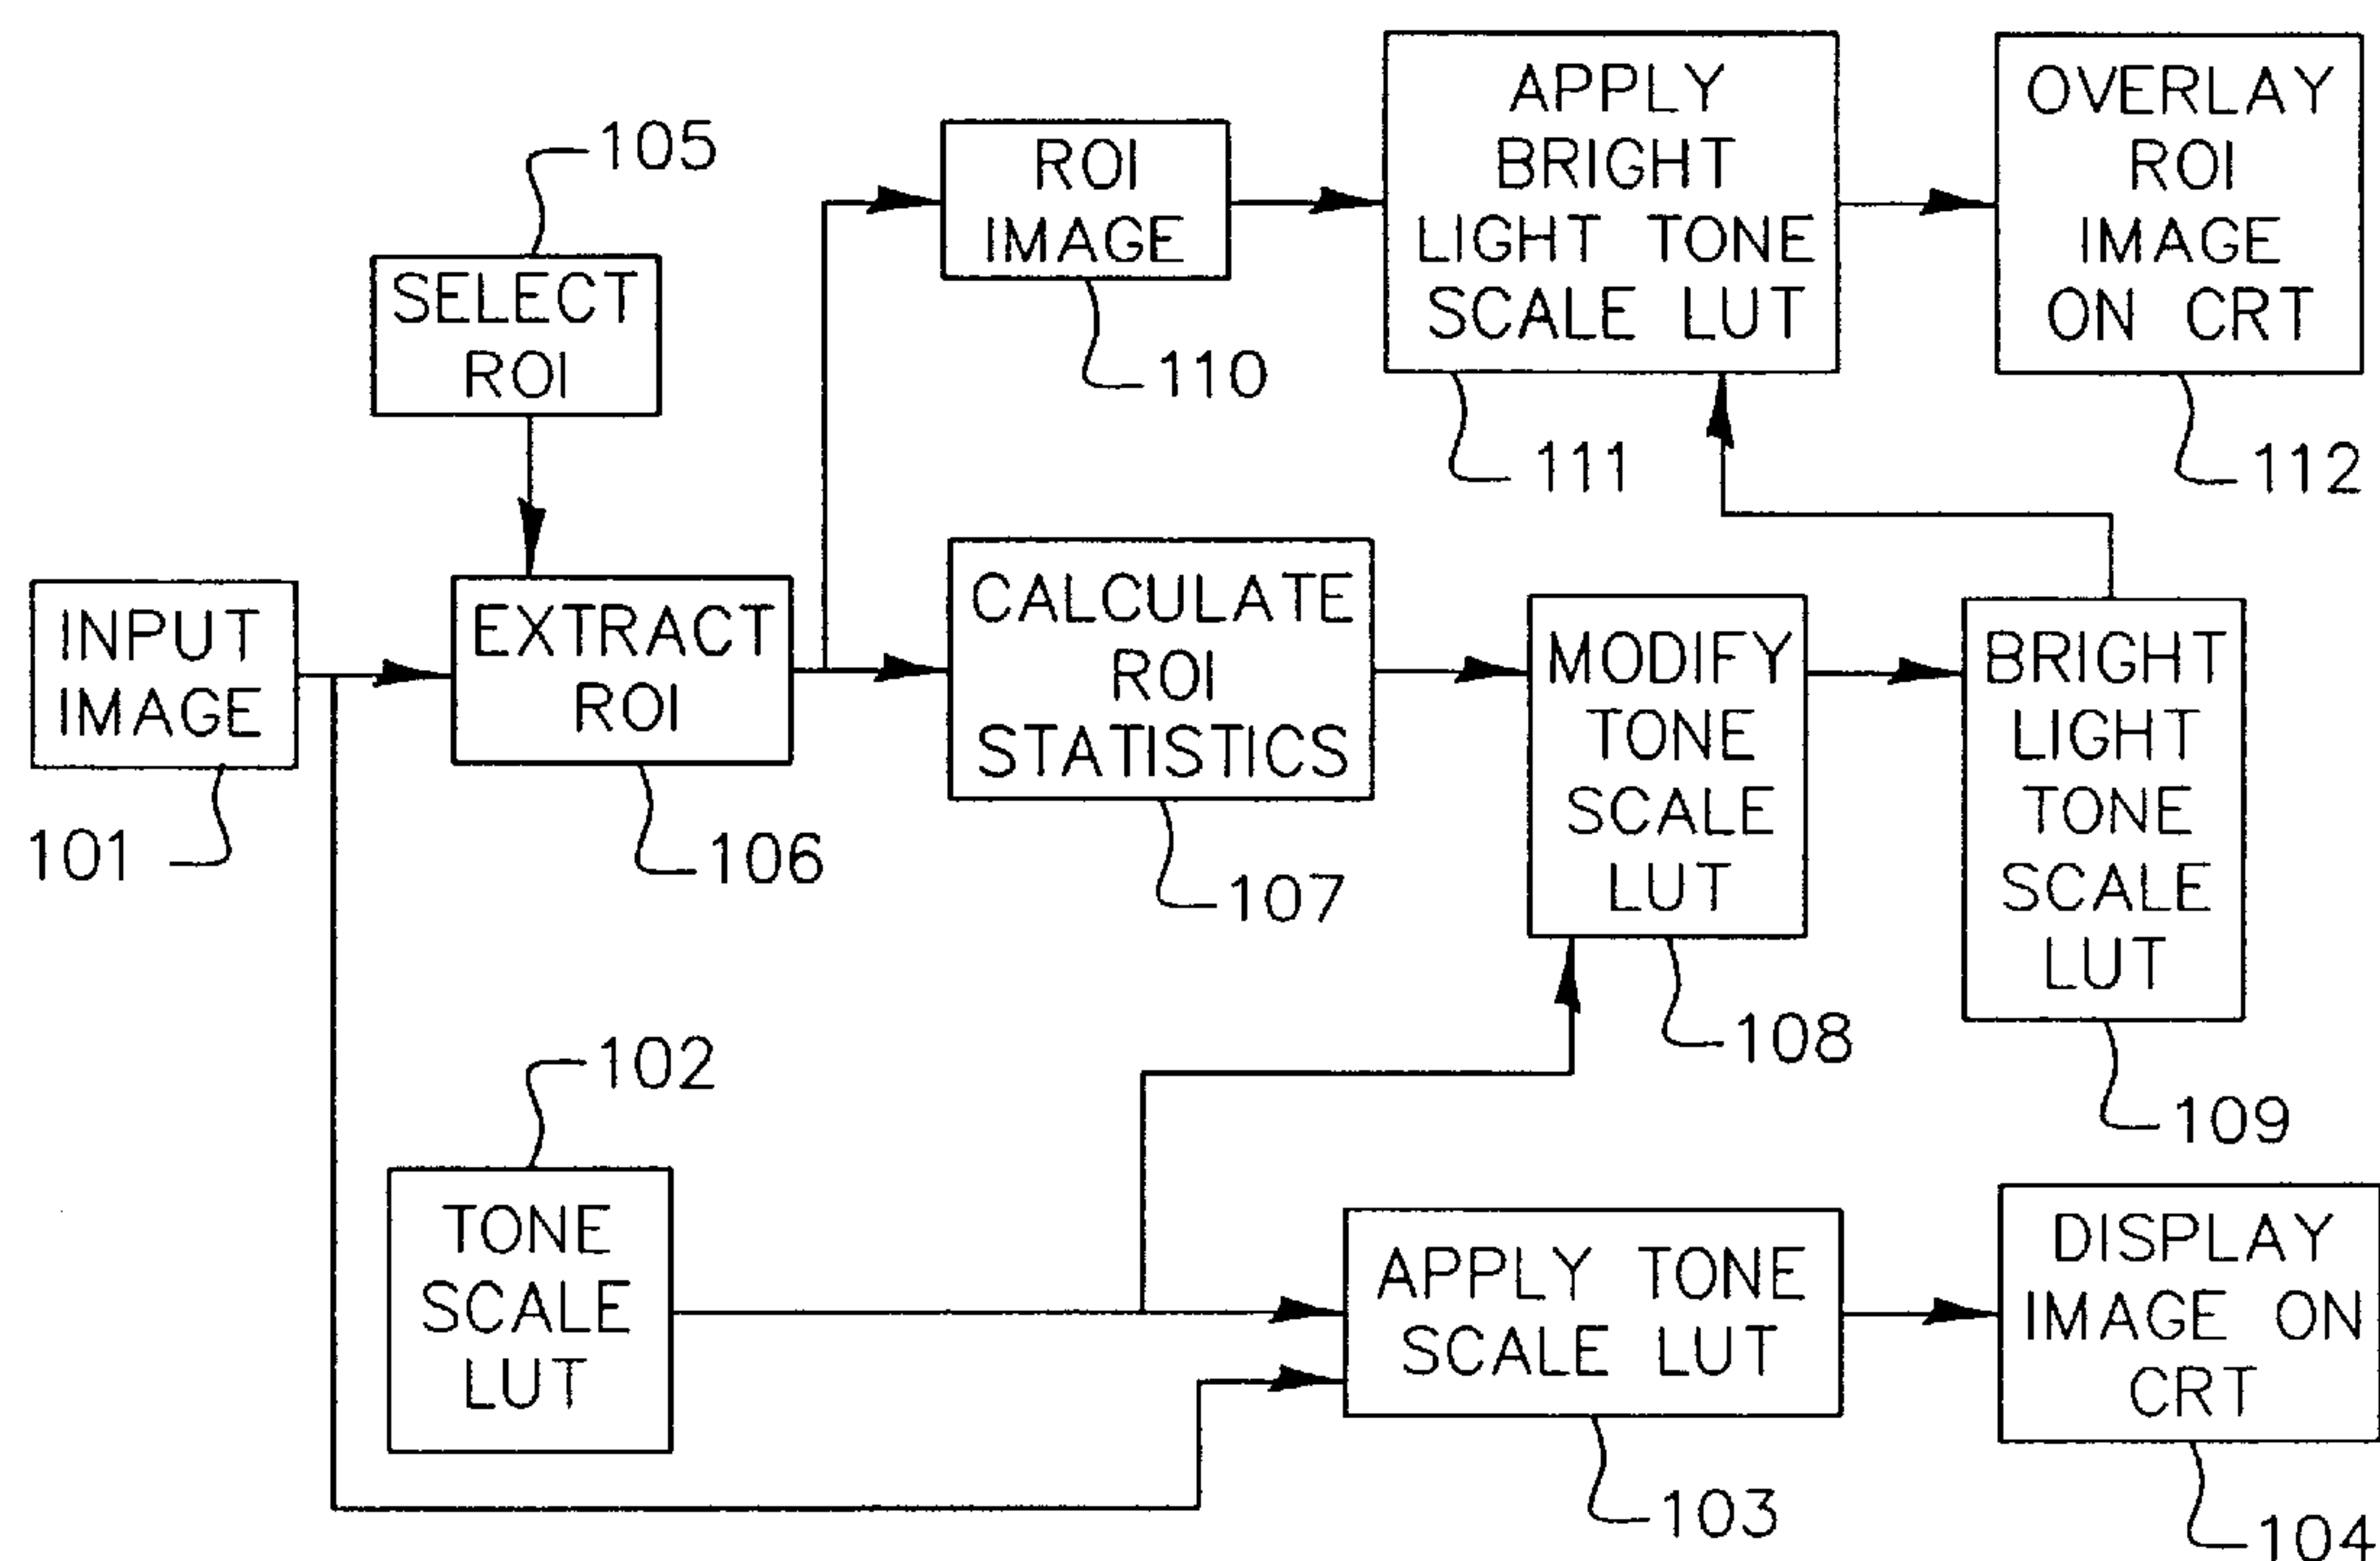 APPLY
BRIGHT
LIGHT TONE
SCALE LUT
OVERLAY
ROI
IMAGE
ON CRT
105
ROI
IMAGE
SELECT
ROI
110
111
112
INPUT
IMAGE
EXTRACT
ROI
CALCULATE
ROI
STATISTICS
MODIFY
TONE
SCALE
LUT
BRIGHT
LIGHT
TONE
SCALE
LUT
101
106
107
108
109
102
TONE
SCALE
LUT
APPLY TONE
SCALE LUT
DISPLAY
IMAGE ON
CRT
103
104